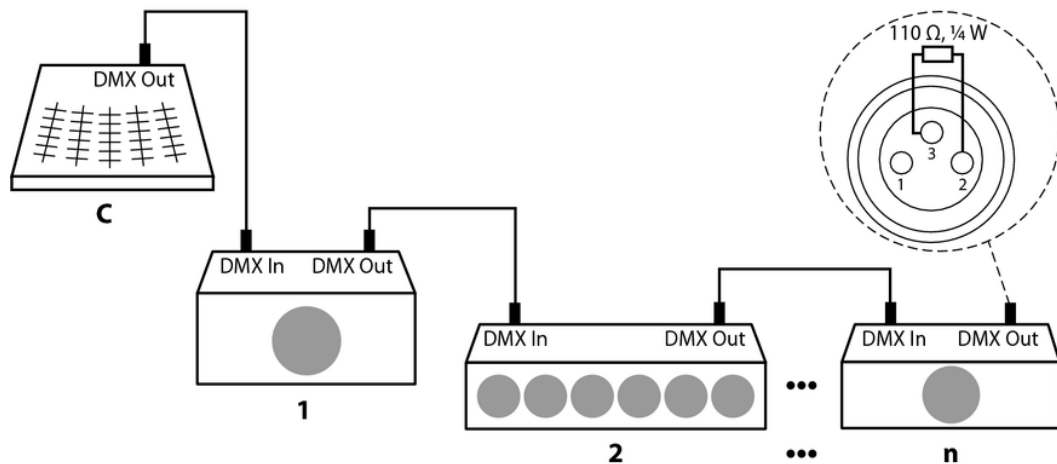 110 Ω, ¼ W
DMX Out
3
1
2
C
DMX In
DMX Out
1
DMX In
DMX Out
2
•••
•••
DMX In
DMX Out
n